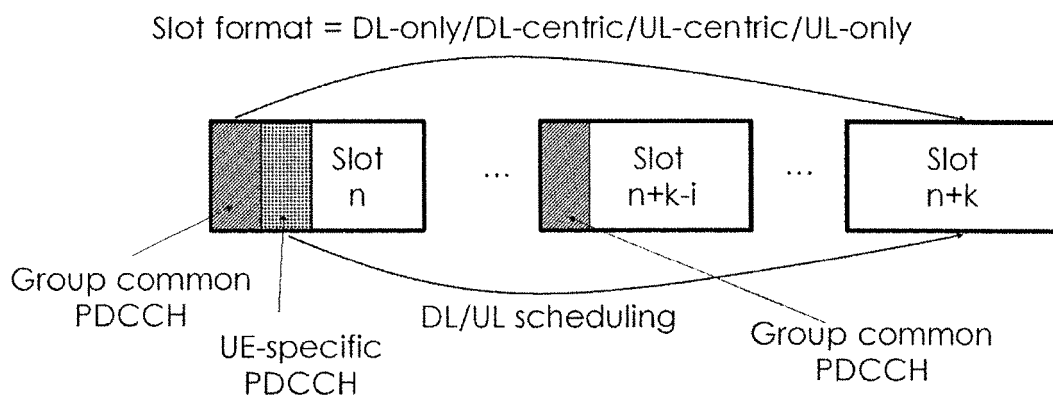 Slot format = DL-only/DL-centric/UL-centric/UL-only
Slot
n
...
Slot
n+k-i
...
Slot
n+k
Group common
PDCCH
UE-specific
PDCCH
DL/UL scheduling
Group common
PDCCH